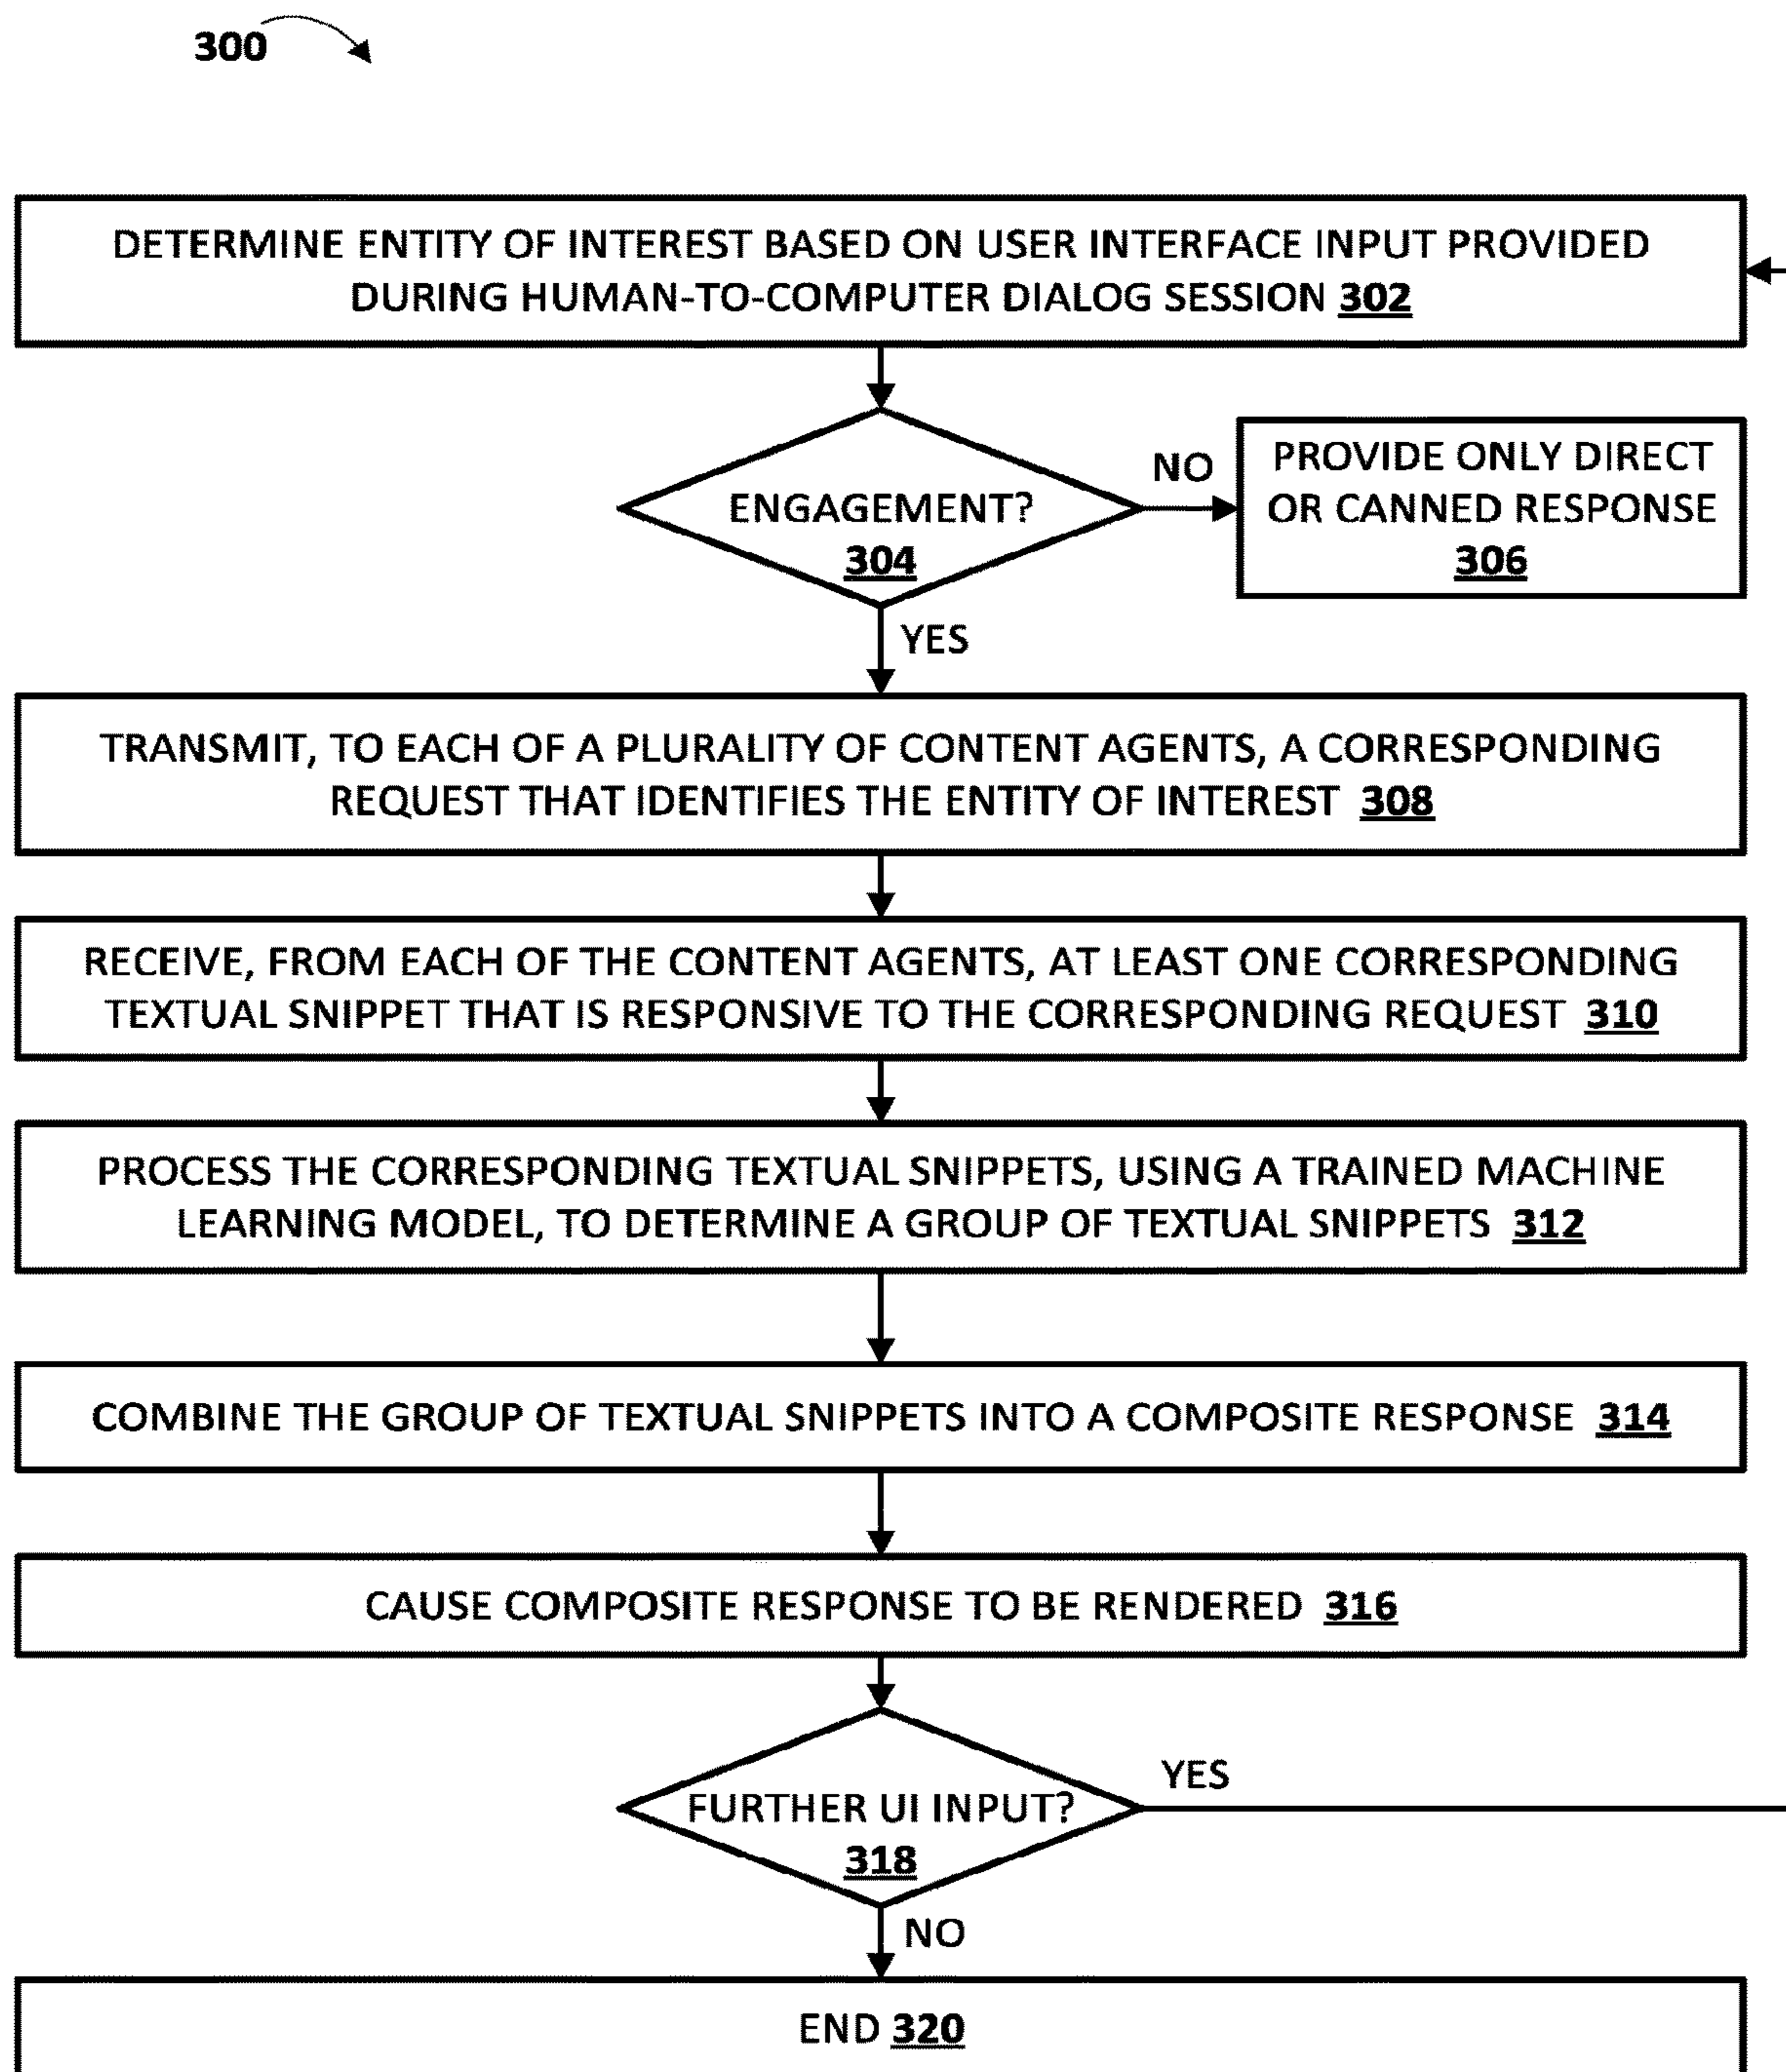 300
DETERMINE ENTITY OF INTEREST BASED ON USER INTERFACE INPUT PROVIDED
DURING HUMAN-TO-COMPUTER DIALOG SESSION 302
ENGAGEMENT?
304
NO
PROVIDE ONLY DIRECT
OR CANNED RESPONSE
306
YES
TRANSMIT, TO EACH OF A PLURALITY OF CONTENT AGENTS, A CORRESPONDING
REQUEST THAT IDENTIFIES THE ENTITY OF INTEREST 308
RECEIVE, FROM EACH OF THE CONTENT AGENTS, AT LEAST ONE CORRESPONDING
TEXTUAL SNIPPET THAT IS RESPONSIVE TO THE CORRESPONDING REQUEST 310
PROCESS THE CORRESPONDING TEXTUAL SNIPPETS, USING A TRAINED MACHINE
LEARNING MODEL, TO DETERMINE A GROUP OF TEXTUAL SNIPPETS 312
COMBINE THE GROUP OF TEXTUAL SNIPPETS INTO A COMPOSITE RESPONSE 314
CAUSE COMPOSITE RESPONSE TO BE RENDERED 316
FURTHER UI INPUT?
318
YES
NO
END 320